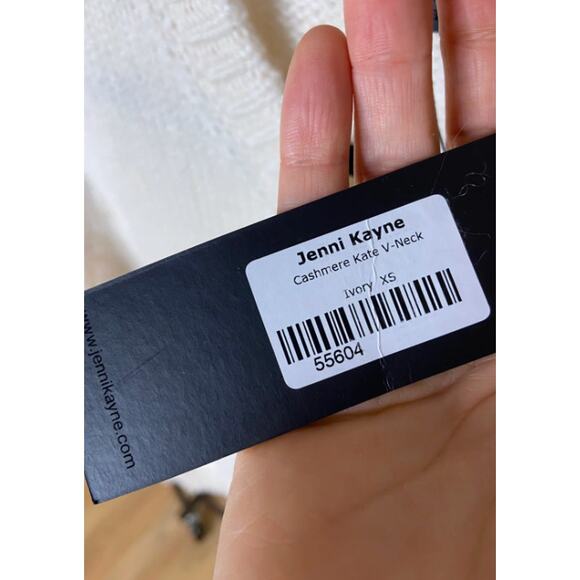 Jenni Kayne
Cashmere Kate V-Neck
Ivory XS
55604
www.jennikayne.com